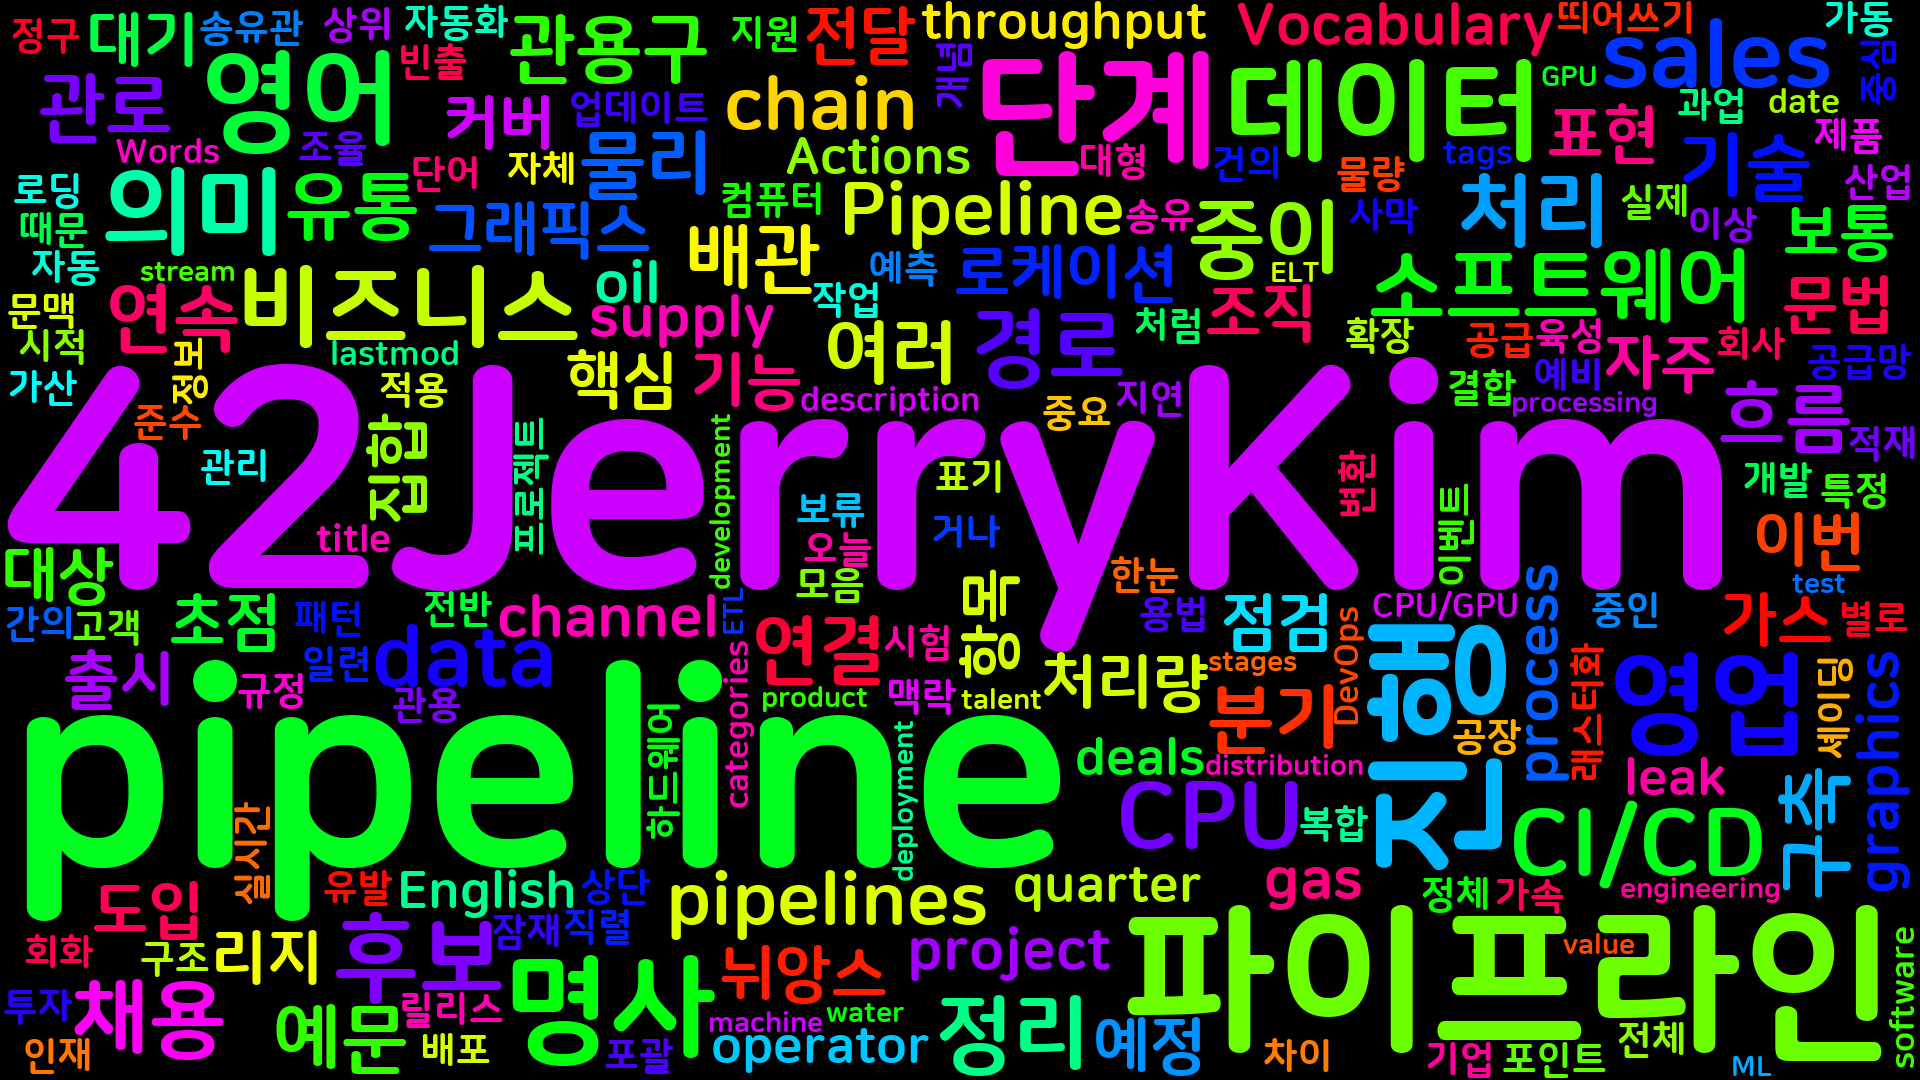 정구
대기
송유관
상위
자동화
관용구
지원
전달
throughput
Vocabulary
띄어쓰기
가동
관로
영어
빈출
커버
업데이트
chain
개념
단계
데이터
GPU
sales
중심
Words
조율
단어
자체
물리
Actions
대형
건의
물량
tags
표현
과업
date
제품
로딩
때문
의미
유통
그래픽스
컴퓨터
Pipeline
송유
중이
사막
처리
기술
실제
이상
산업
보통
자동
stream
비즈니스
oil
배관
예측
로케이션
ELT
소프트웨어
문맥
시적
연속
lastmod
supply
작업
여러
경로
처럼
조직
확장
공급
육성
자주
회사
문법
공급망
가산
정보
준수
적용
핵심
기능
description
중요
지연
결합
예비
processing
흐름
적재
42JerryKim
관리
집합
프로젝트
development
표기
변환
이벤트
개발
특정
title
보류
오늘
거나
모음
한눈
이번
test
대상
간의
고객
초점
패턴
전반
channel
ETL
연결
시험
항목
용법
점검
CPU/GPU
process
중인
가스
별로
출시
규정
일련
data
관용
categories
product
맥락
talent
처리량
stages
DevOps
분기
진행
공장
래스터화
영업
셰이딩
graphics
pipeline
하드웨어
deployment
deals
distribution
CPU
복합
leak
CI/CD
구축
실시간
도입
유발
English
상단
pipelines
quarter
gas
정체
가속
engineering
회화
구조
리지
후보
잠재
직렬
뉘앙스
project
파이프라인
value
software
투자
채용
인재
예문
릴리스
배포
명사
포괄
machine
water
operator
정리
예정
차이
기업
포인트
전체
ML